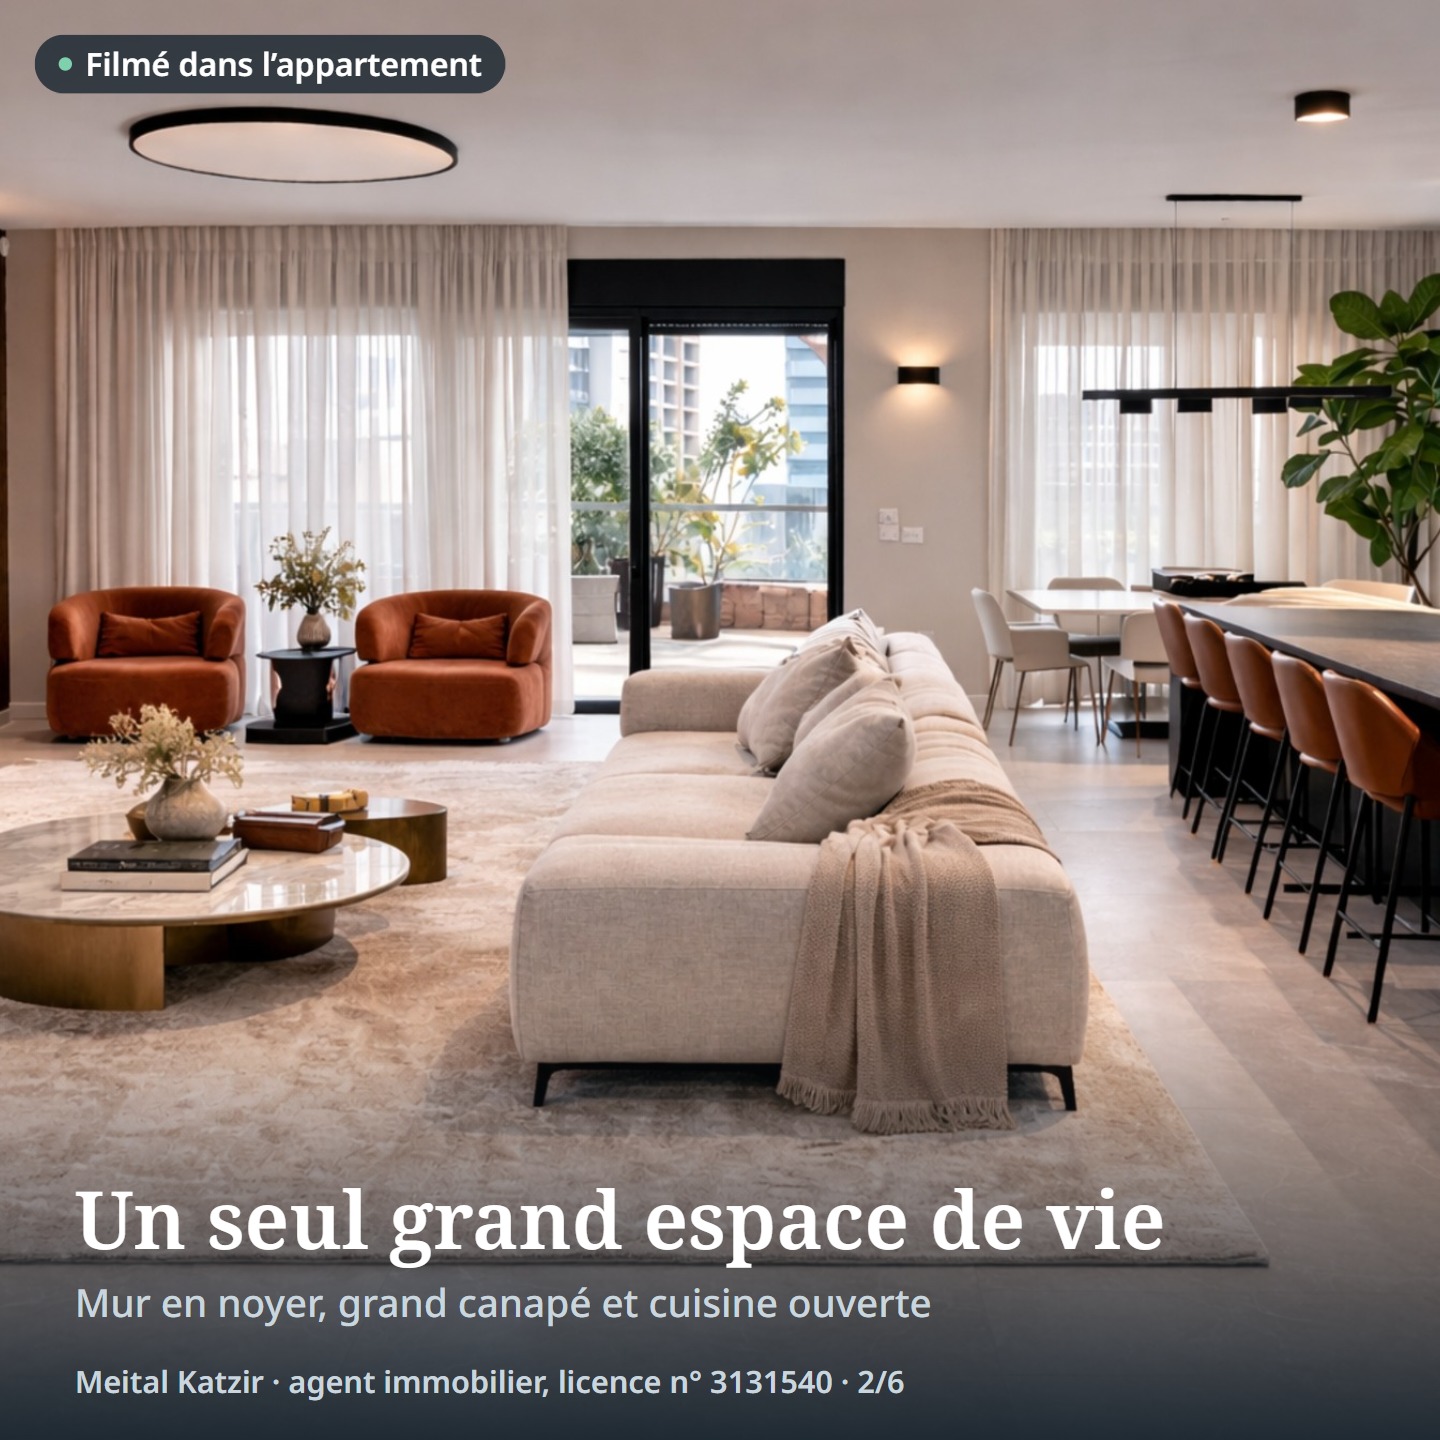 Filmé dans l’appartement
Un seul grand espace de vie
Mur en noyer, grand canapé et cuisine ouverte
Meital Katzir · agent immobilier, licence n° 3131540 · 2/6